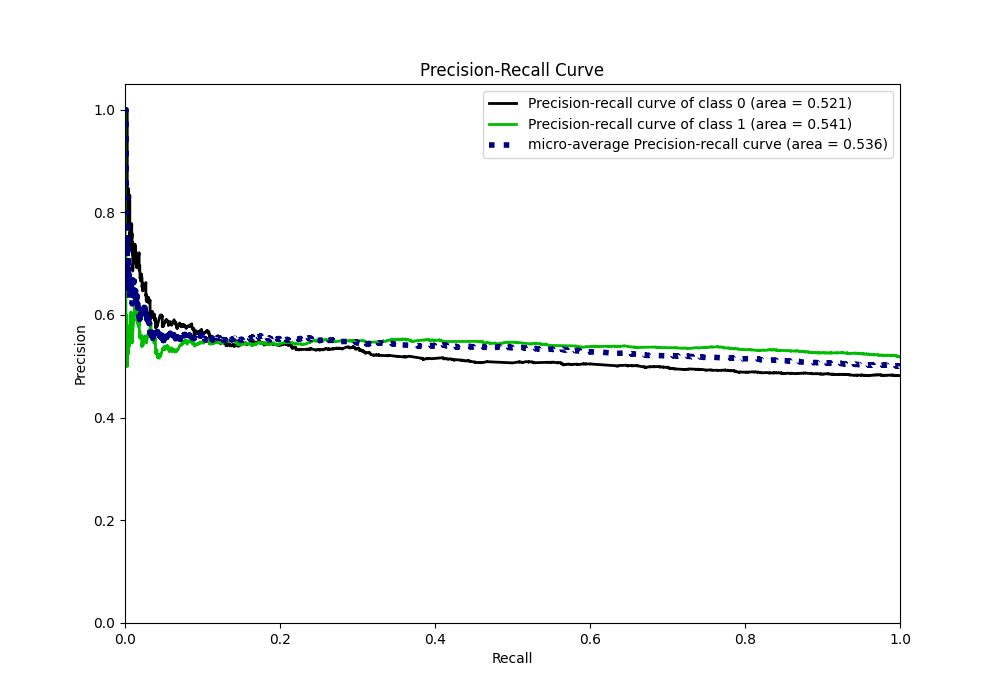 Precision-Recall Curve
Precision-recall curve of class 0 (area = 0.521)
Precision-recall curve of class 1 (area = 0.541)
micro-average Precision-recall curve (area = 0.536)
Precision
1.0
0.8
0.6
0.4
0.2
0.0
0.0 0.2 0.4 0.6 0.8 1.0
Recall